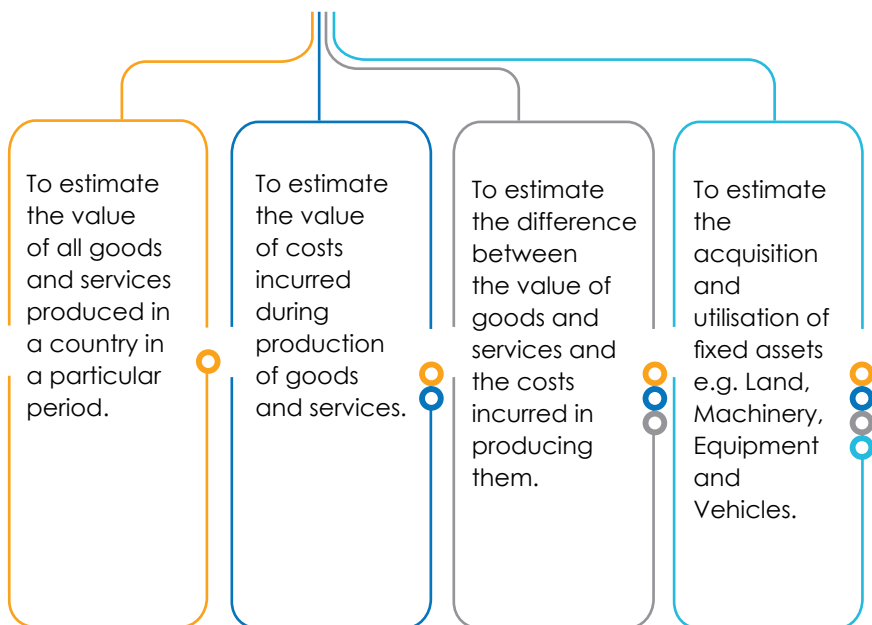 To estimate
the value
of all goods
and services
produced in
a country in
a particular
period.
To estimate
the value
of costs
incurred
during
production
of goods
and services.
To estimate
the difference
between
the value of
goods and
services and
the costs
incurred in
producing
them.
To estimate
the
acquisition
and
utilisation of
fixed assets
e.g. Land,
Machinery,
Equipment
and
Vehicles.